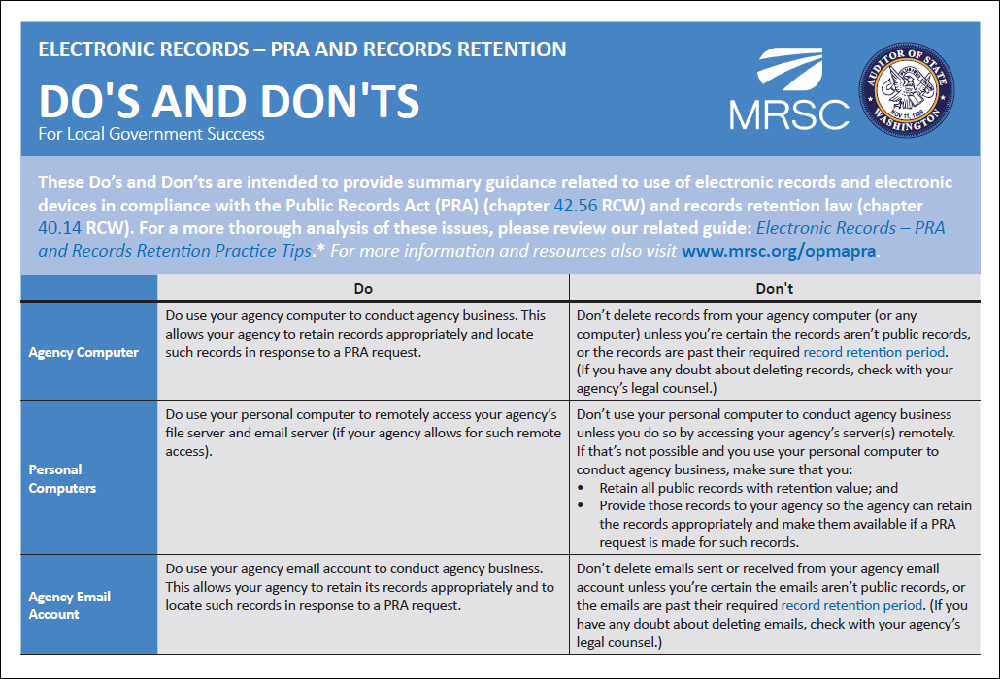 ELECTRONIC RECORDS – PRA AND RECORDS RETENTION
DO'S AND DON'TS
For Local Government Success
MRSC
AUDITOR OF STATE
NOV 11, 1889
WASHINGTON
These Do’s and Don’ts are intended to provide summary guidance related to use of electronic records and electronic
devices in compliance with the Public Records Act (PRA) (chapter 42.56 RCW) and records retention law (chapter
40.14 RCW). For a more thorough analysis of these issues, please review our related guide: Electronic Records – PRA
and Records Retention Practice Tips.* For more information and resources also visit www.mrsc.org/opmapra.
Do
Don't
Agency Computer
Do use your agency computer to conduct agency business. This
allows your agency to retain records appropriately and locate
such records in response to a PRA request.
Don’t delete records from your agency computer (or any
computer) unless you’re certain the records aren’t public records,
or the records are past their required record retention period.
(If you have any doubt about deleting records, check with your
agency’s legal counsel.)
Personal
Computers
Do use your personal computer to remotely access your agency’s
file server and email server (if your agency allows for such remote
access).
Don’t use your personal computer to conduct agency business
unless you do so by accessing your agency’s server(s) remotely.
If that’s not possible and you use your personal computer to
conduct agency business, make sure that you:
• Retain all public records with retention value; and
• Provide those records to your agency so the agency can retain
the records appropriately and make them available if a PRA
request is made for such records.
Agency Email
Account
Do use your agency email account to conduct agency business.
This allows your agency to retain its records appropriately and to
locate such records in response to a PRA request.
Don’t delete emails sent or received from your agency email
account unless you’re certain the emails aren’t public records, or
the emails are past their required record retention period. (If you
have any doubt about deleting emails, check with your agency’s
legal counsel.)